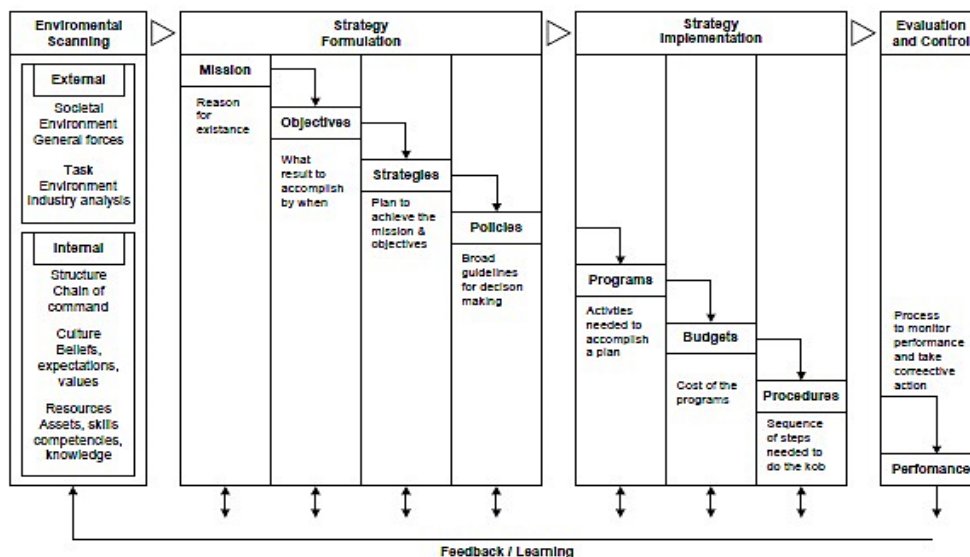 Enviromental
Scanning
External
Societal
Environment
General forces
Task
Environment
Industry analysis
Internal
Structure
Chain of
command
Culture
Beliefs,
expectations,
values
Resources
Assets, skills
competencies,
knowledge
Strategy
Formulation
Mission
Reason
for
existance
Objectives
What
result to
accomplish
by when
Strategies
Plan to
achieve the
mission &
objectives
Policies
Broad
guidelines
for decison
making
Strategy
Implementation
Programs
Activties
needed to
accomplish
a plan
Budgets
Cost of the
programs
Procedures
Sequence
of steps
needed to
do the kob
Evaluation
and Control
Process
to monitor
performance
and take
correective
action
Perfomance
Feedback / Learning